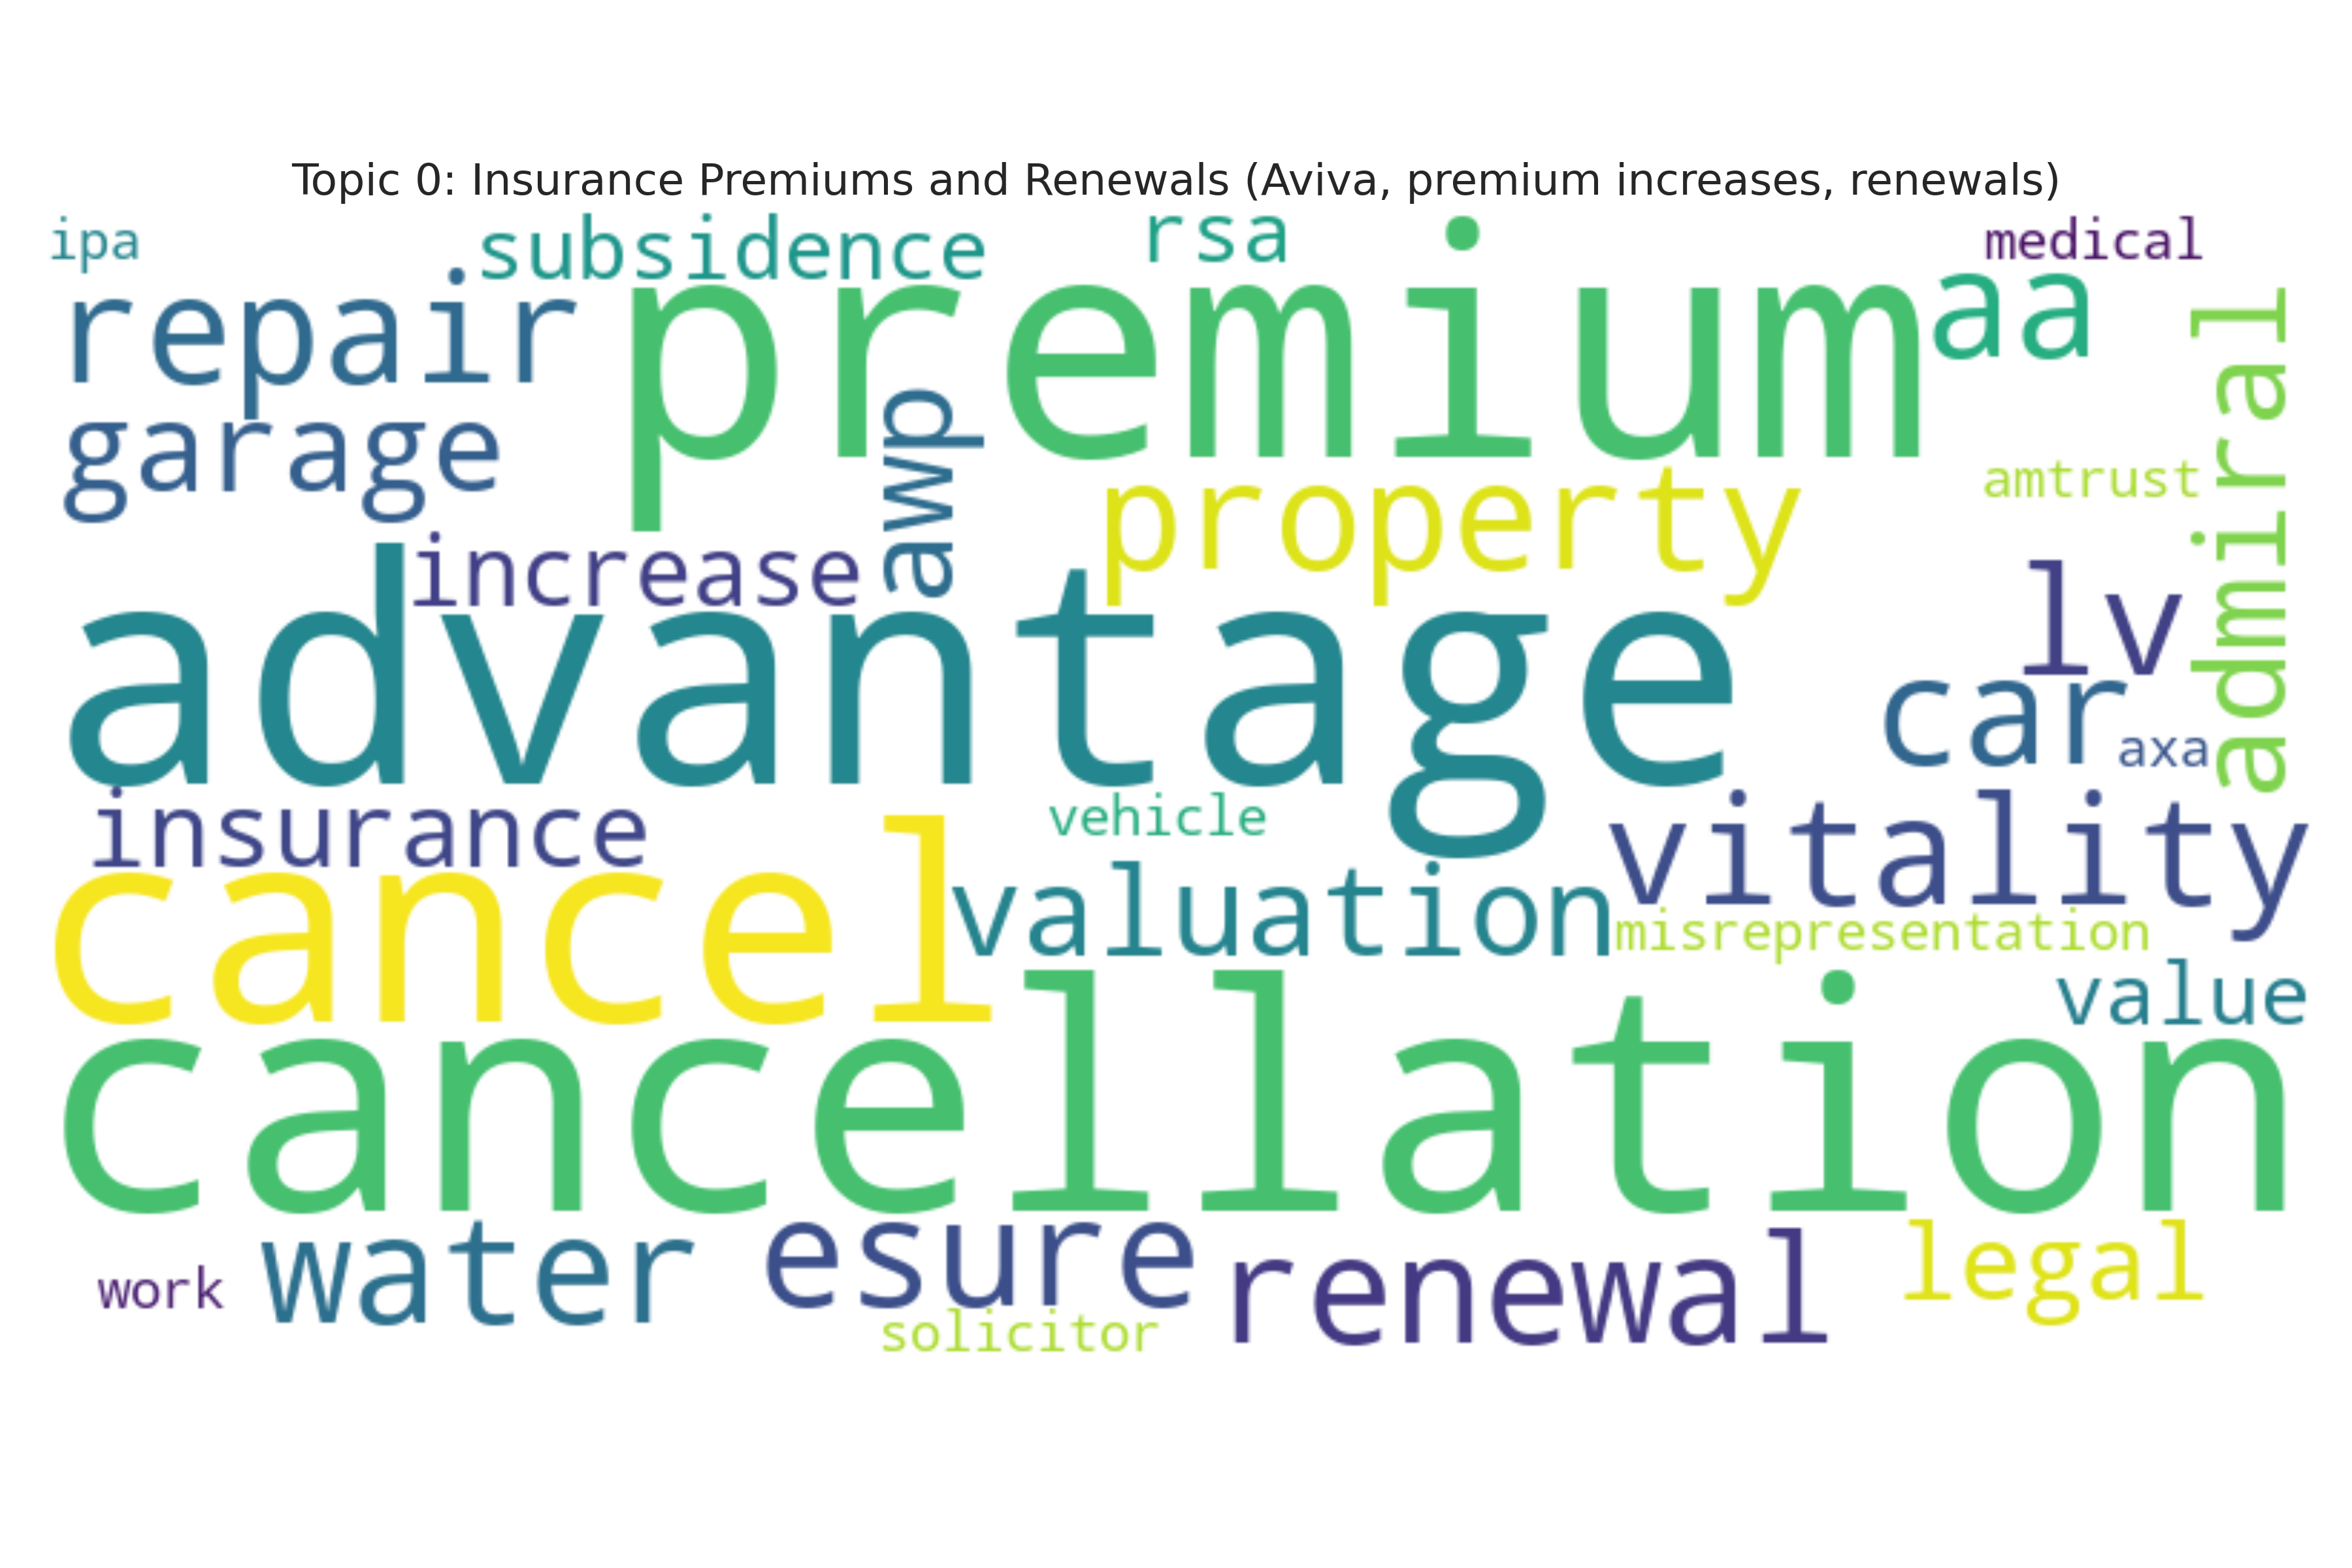 Topic 0: Insurance Premiums and Renewals (Aviva, premium increases, renewals)
ipa
subsidence
rsa
medical
repair
premium
aa
admiral
garage
awp
property
amtrust
increase
advantage
lv
car
axa
insurance
vehicle
vitality
cancel
valuation
misrepresentation
value
cancellation
work
water
esure
renewal
legal
solicitor